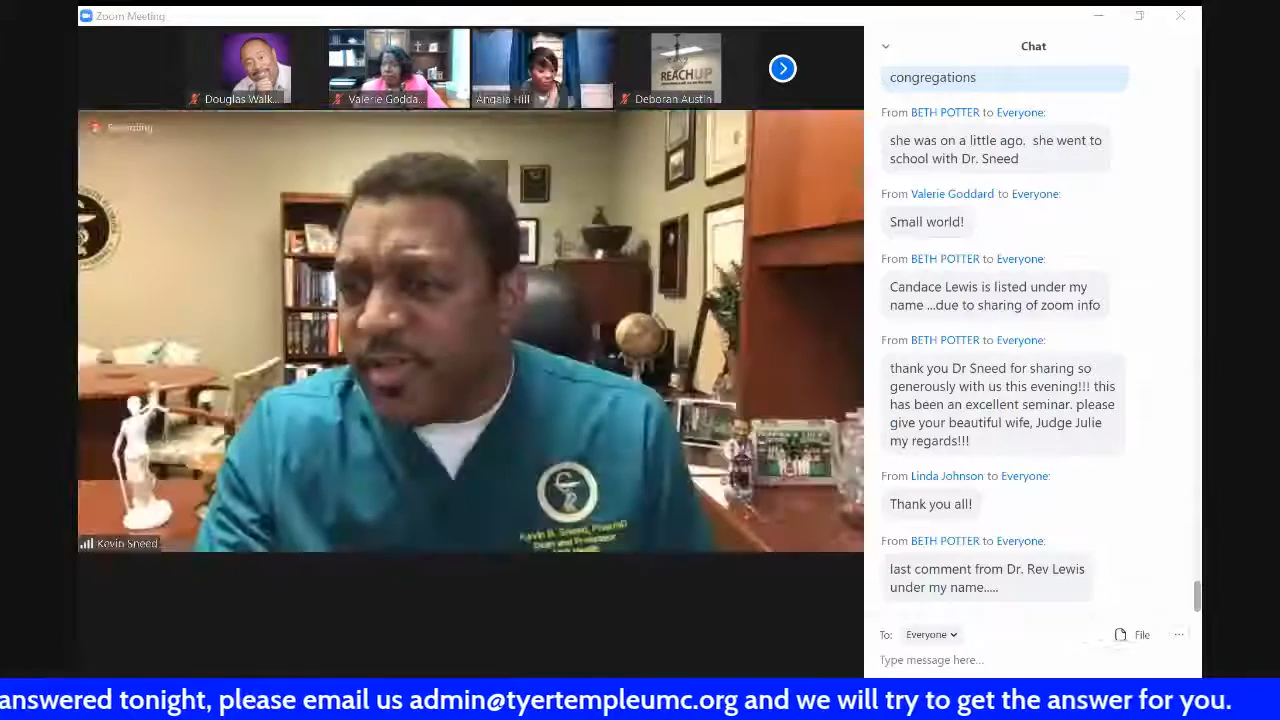 Zoom Meeting
Douglas Walk...
Valerie Godda...
Angela Hill
Deborah Austin
REACHUP
Recording
Kevin B. Sneed, PharmD
Dean and Professor
Kevin Sneed
Chat
congregations
From BETH POTTER to Everyone:
she was on a little ago. she went to
school with Dr. Sneed
From Valerie Goddard to Everyone:
Small world!
From BETH POTTER to Everyone:
Candace Lewis is listed under my
name ...due to sharing of zoom info
From BETH POTTER to Everyone:
thank you Dr Sneed for sharing so
generously with us this evening!!! this
has been an excellent seminar. please
give your beautiful wife, Judge Julie
my regards!!!
From Linda Johnson to Everyone:
Thank you all!
From BETH POTTER to Everyone:
last comment from Dr. Rev Lewis
under my name.....
To: Everyone
File
Type message here...
answered tonight, please email us admin@tyertempleumc.org and we will try to get the answer for you.